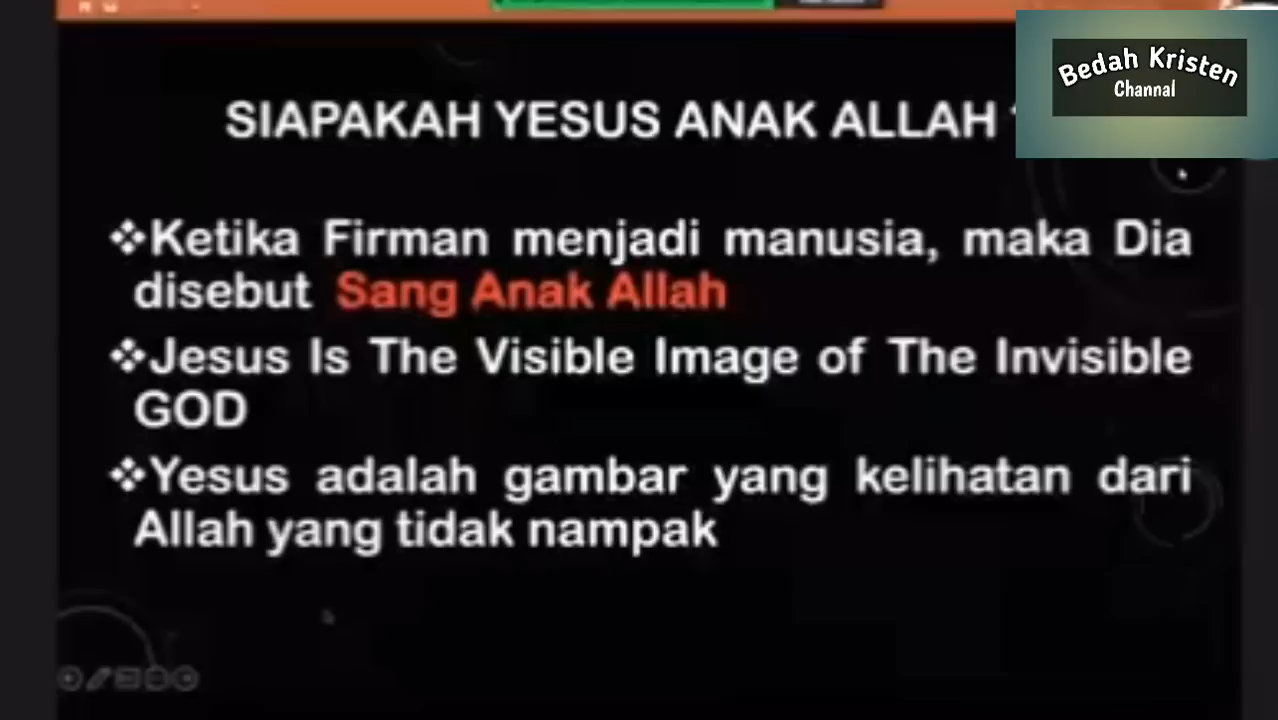 Bedah Kristen
Channal
SIAPAKAH YESUS ANAK ALLAH
❖Ketika Firman menjadi manusia, maka Dia
disebut Sang Anak Allah
❖Jesus Is The Visible Image of The Invisible
GOD
❖Yesus adalah gambar yang kelihatan dari
Allah yang tidak nampak